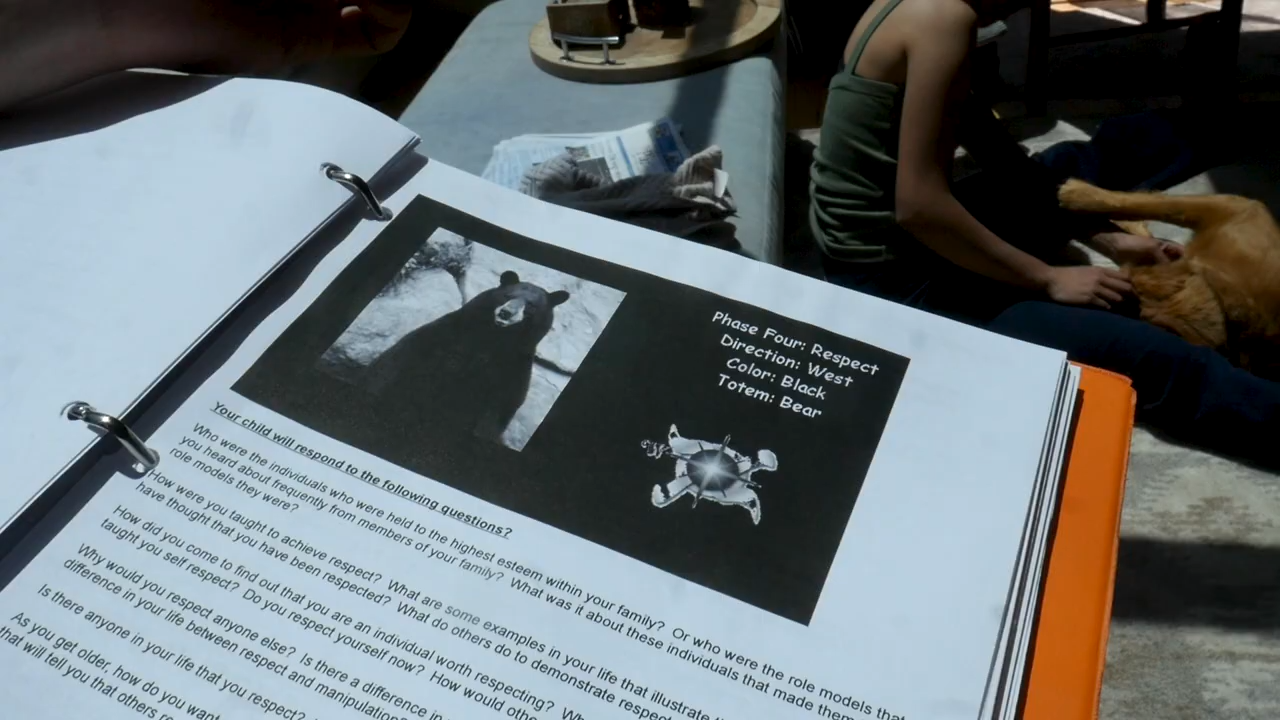 Phase Four: Respect
Direction: West
Color: Black
Totem: Bear
Your child will respond to the following questions?
Who were the individuals who were held to the highest esteem within your family? Or who were the role models that
you heard about frequently from members of your family? What was it about these individuals that made them
role models they were?
How were you taught to achieve respect? What are some examples in your life that illustrate
have thought that you have been respected? What do others do to demonstrate respect
How did you come to find out that you are an individual worth respecting?
taught you self respect? Do you respect yourself now? How would
Why would you respect anyone else? Is there a difference in
difference in your life between respect and
Is there anyone in your life that you respect?
As you get older, how do you want
that will tell you that others